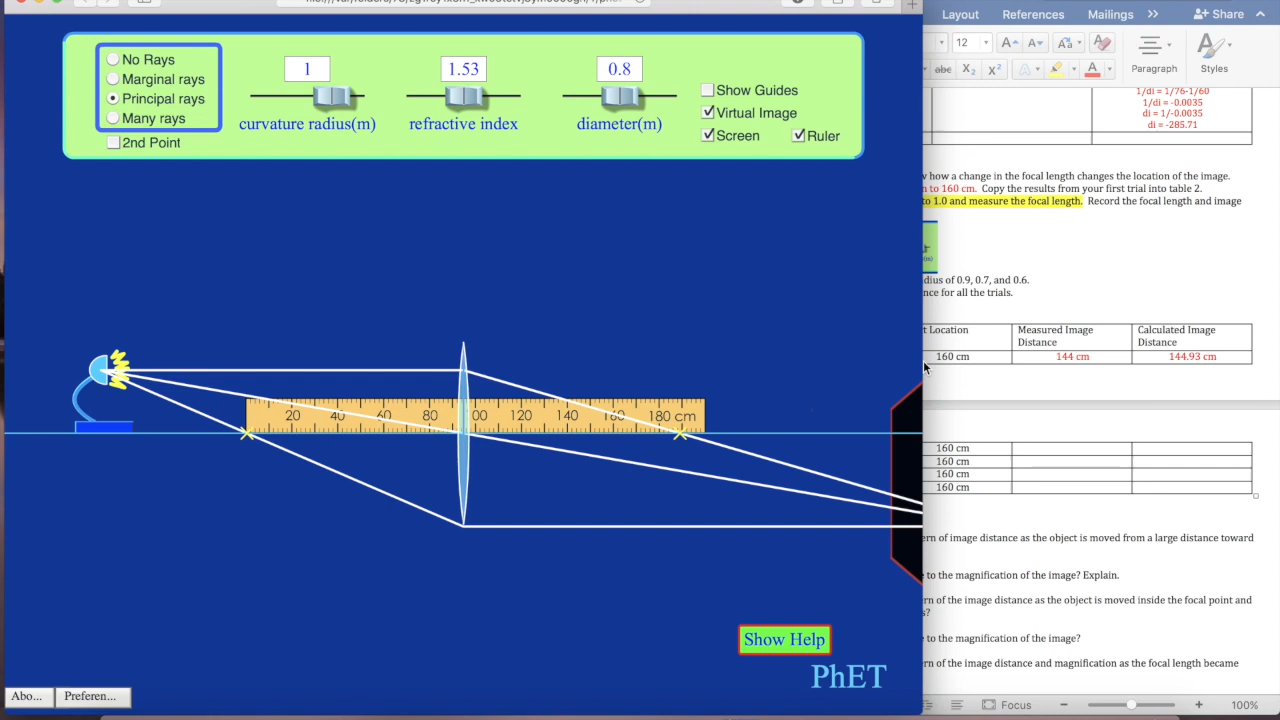 No Rays
Marginal rays
Principal rays
Many rays
2nd Point
1
curvature radius(m)
1.53
refractive index
0.8
diameter(m)
Show Guides
Virtual Image
Screen
Ruler
20 40 60 80 00 120 140 160 180 cm
Show Help
PhET
Abo...
Preferen...
Layout References Mailings
Share
12
abc X2 X2 A
Paragraph
Styles
1/di = 1/76-1/60
1/di = -0.0035
di = 1/-0.0035
di = -285.71
how a change in the focal length changes the location of the image.
to 160 cm. Copy the results from your first trial into table 2.
to 1.0 and measure the focal length. Record the focal length and image
dius of 0.9, 0.7, and 0.6.
nce for all the trials.
t Location
Measured Image Distance
Calculated Image Distance
160 cm 144 cm 144.93 cm
160 cm
160 cm
160 cm
160 cm
ern of image distance as the object is moved from a large distance toward
to the magnification of the image? Explain.
rn of the image distance as the object is moved inside the focal point and
s?
to the magnification of the image?
rn of the image distance and magnification as the focal length became
Focus
100%